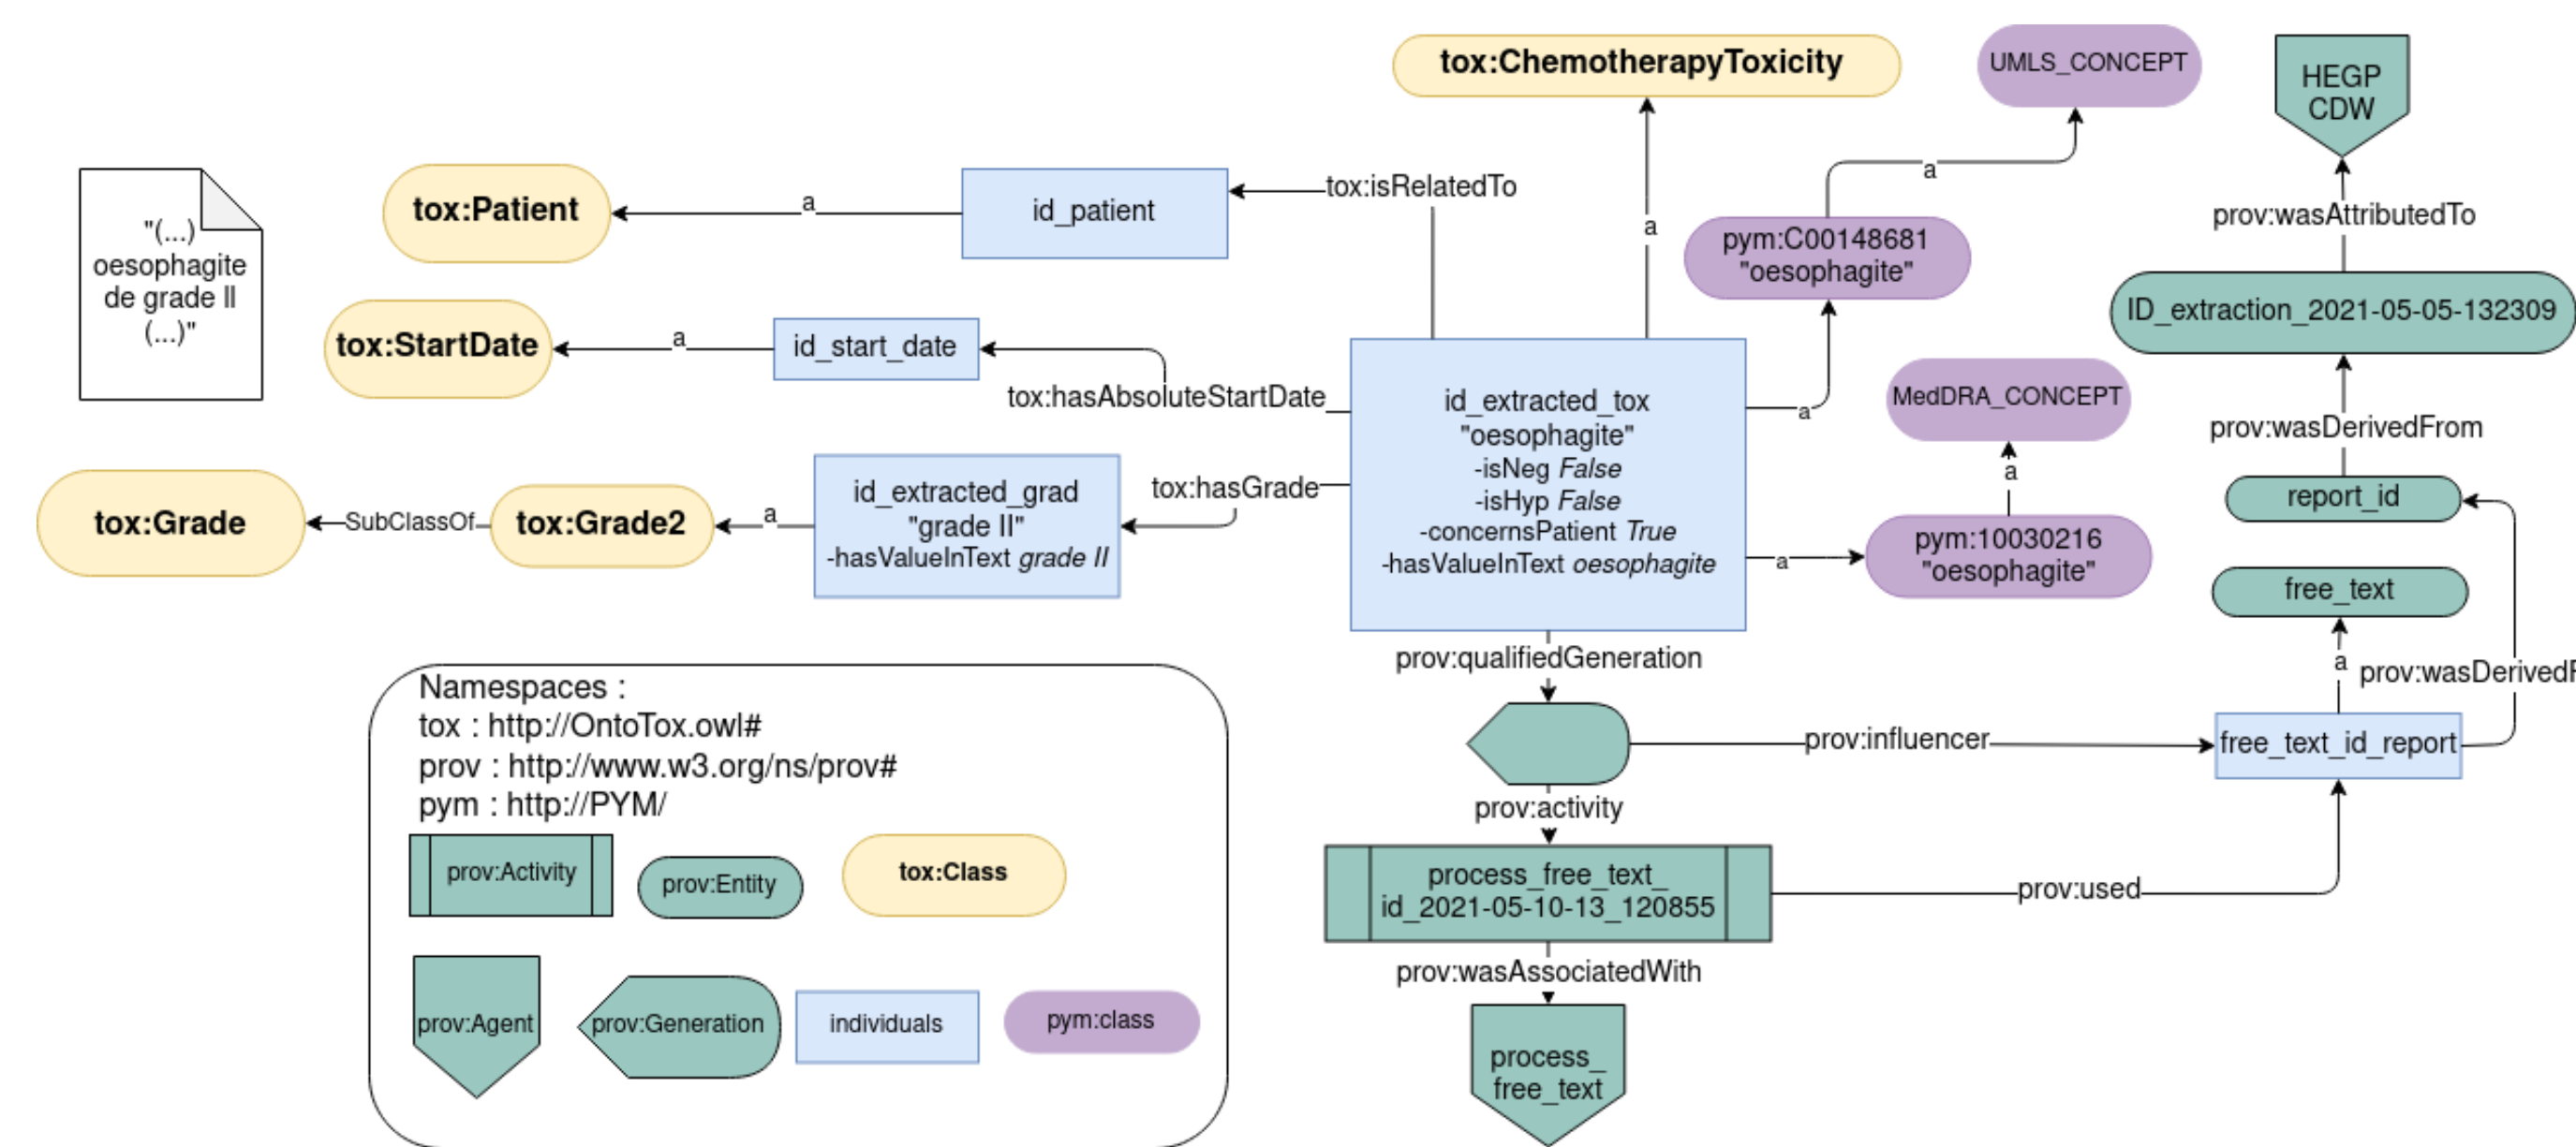 tox:ChemotherapyToxicity
UMLS_CONCEPT
HEGP
CDW
"(...)
oesophagite
de grade II
(...)"
tox:Patient
a
id_patient
tox:isRelatedTo
a
a
pym:C00148681
"oesophagite"
prov:wasAttributedTo
ID_extraction_2021-05-05-132309
tox:StartDate
a
id_start_date
tox:hasAbsoluteStartDate
id_extracted_tox
"oesophagite"
-isNeg False
-isHyp False
-concernsPatient True
-hasValueInText oesophagite
a
MedDRA_CONCEPT
a
prov:wasDerivedFrom
report_id
tox:Grade
SubClassOf
tox:Grade2
a
id_extracted_grad
"grade II"
-hasValueInText grade II
tox:hasGrade
a
pym:10030216
"oesophagite"
free_text
a
prov:wasDerivedF
prov:qualifiedGeneration
prov:influencer
free_text_id_report
prov:activity
process_free_text_
id_2021-05-10-13_120855
prov:used
prov:wasAssociatedWith
process_
free_text
Namespaces :
tox : http://OntoTox.owl#
prov : http://www.w3.org/ns/prov#
pym : http://PYM/
prov:Activity
prov:Entity
tox:Class
prov:Agent
prov:Generation
individuals
pym:class